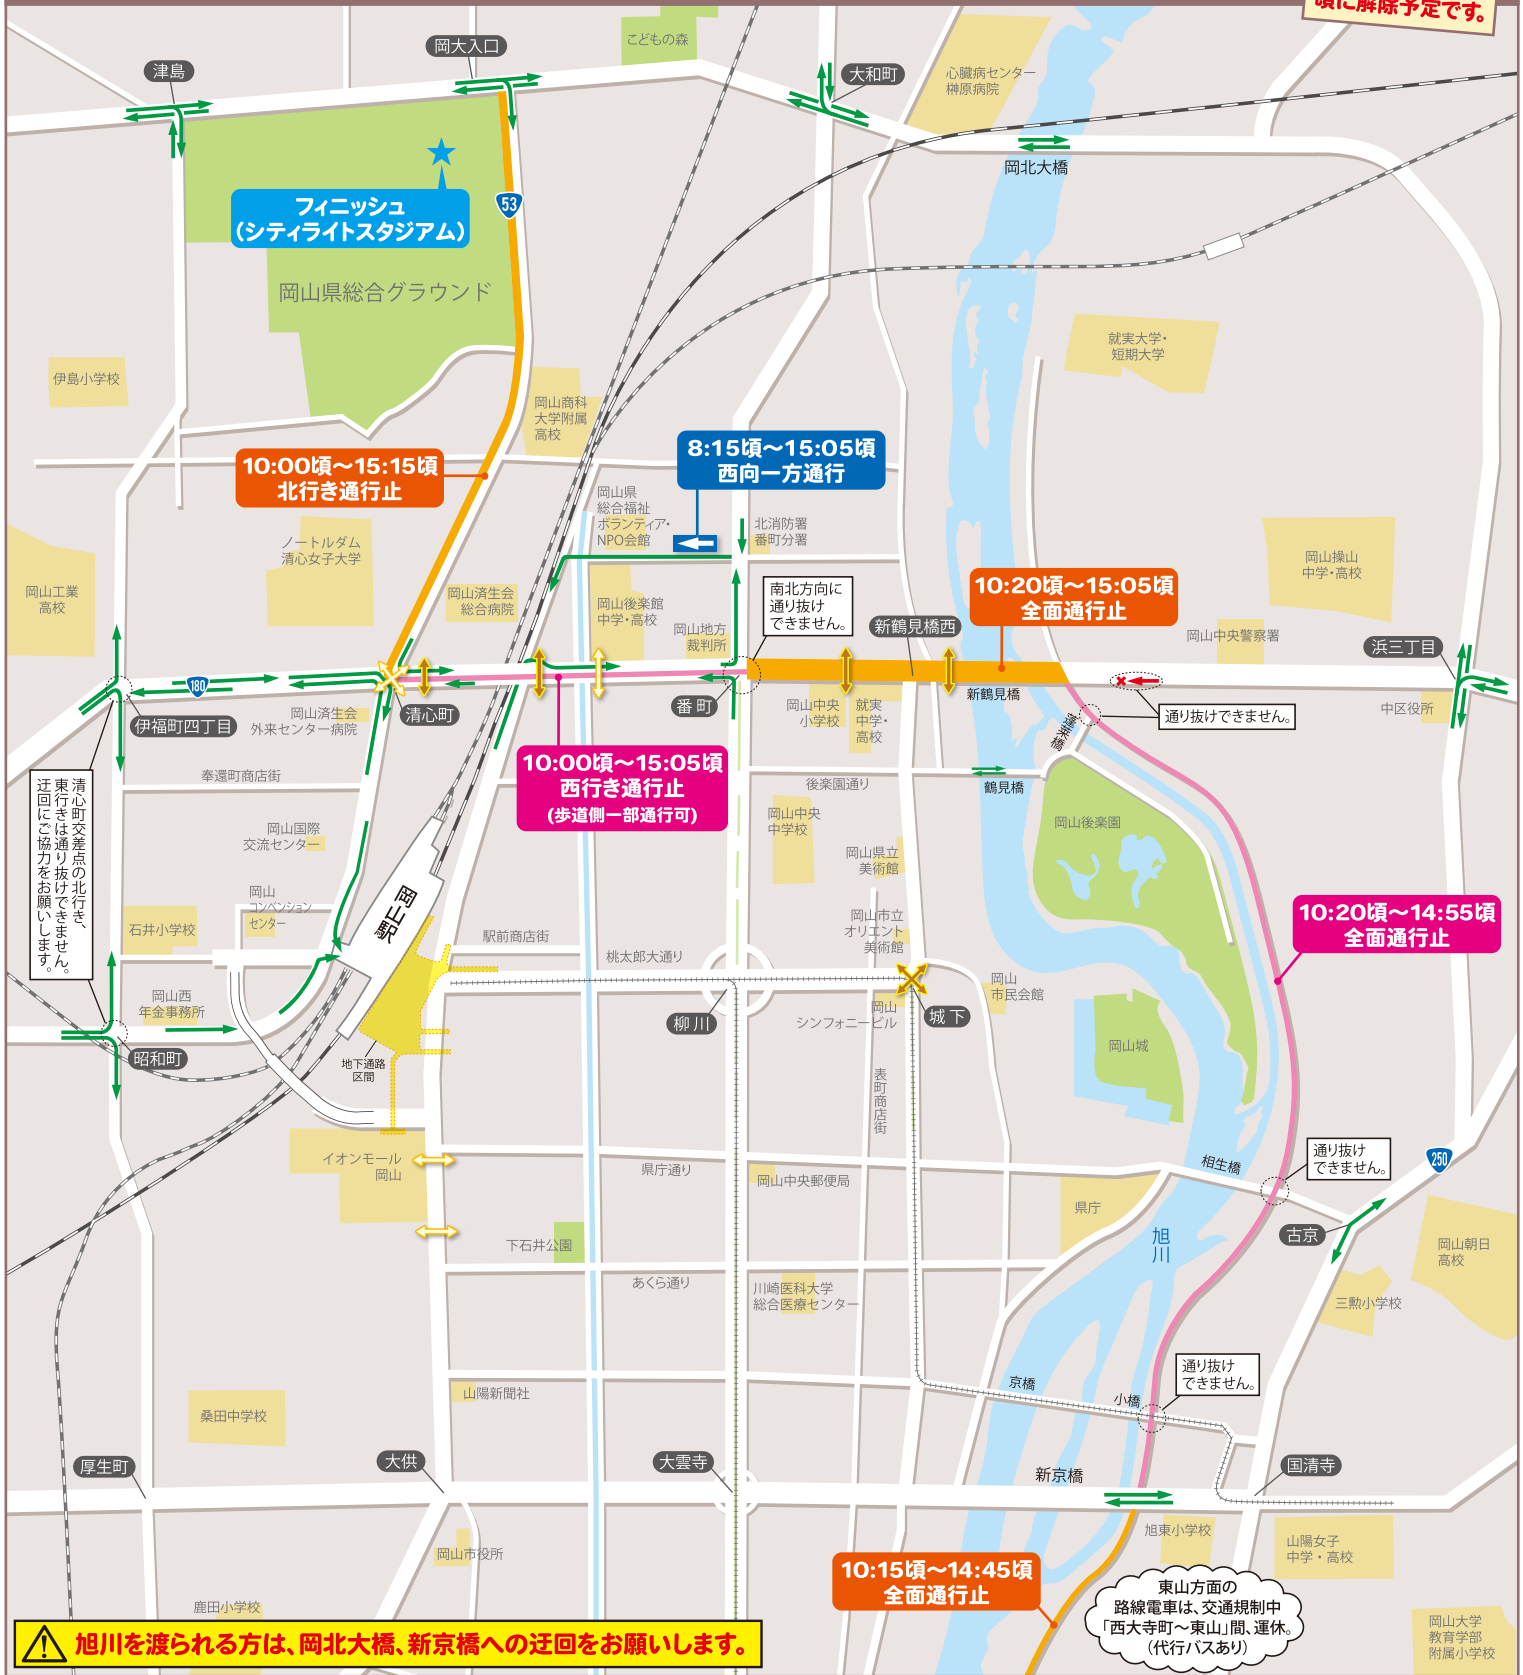 頃に解除予定です。
こどもの森
岡大入口
津島
大和町
心臓病センター
榊原病院
岡北大橋
フィニッシュ
(シティライトスタジアム)
53
岡山県総合グラウンド
就実大学・
短期大学
伊島小学校
岡山商科
大学附属
高校
10:00頃〜15:15頃
北行き通行止
8:15頃〜15:05頃
西向一方通行
岡山県
総合福祉
ボランティア・
NPO会館
北消防署
番町分署
ノートルダム
清心女子大学
岡山操山
中学・高校
岡山工業
高校
岡山済生会
総合病院
岡山後楽館
中学・高校
岡山地方
裁判所
南北方向に
通り抜け
できません。
10:20頃〜15:05頃
全面通行止
新鶴見橋西
岡山中央警察署
浜三丁目
180
伊福町四丁目
岡山済生会
外来センター病院
清心町
番町
岡山中央
小学校
就実
中学・
高校
新鶴見橋
蓬莱橋
通り抜けできません。
中区役所
10:00頃〜15:05頃
西行き通行止
(歩道側一部通行可)
奉還町商店街
後楽園通り
鶴見橋
清心町交差点の北行き、
東行きは通り抜けできません。
迂回にご協力をお願いします。
岡山国際
交流センター
岡山中央
中学校
岡山後楽園
岡山県立
美術館
岡山
コンベンション
センター
岡山駅
石井小学校
駅前商店街
桃太郎大通り
岡山市立
オリエント
美術館
10:20頃〜14:55頃
全面通行止
岡山西
年金事務所
岡山
市民会館
岡山
シンフォニービル
柳川
城下
昭和町
地下通路
区間
岡山城
表町商店街
イオンモール
岡山
県庁通り
岡山中央郵便局
相生橋
通り抜け
できません。
250
県庁
旭川
古京
下石井公園
岡山朝日
高校
あくら通り
川崎医科大学
総合医療センター
三勲小学校
通り抜け
できません。
山陽新聞社
京橋
小橋
桑田中学校
厚生町
大供
大雲寺
新京橋
国清寺
岡山市役所
旭東小学校
山陽女子
中学・高校
10:15頃〜14:45頃
全面通行止
東山方面の
路線電車は、交通規制中
「西大寺町〜東山」間、運休。
(代行バスあり)
鹿田小学校
岡山大学
教育学部
附属小学校
旭川を渡られる方は、岡北大橋、新京橋への迂回をお願いします。